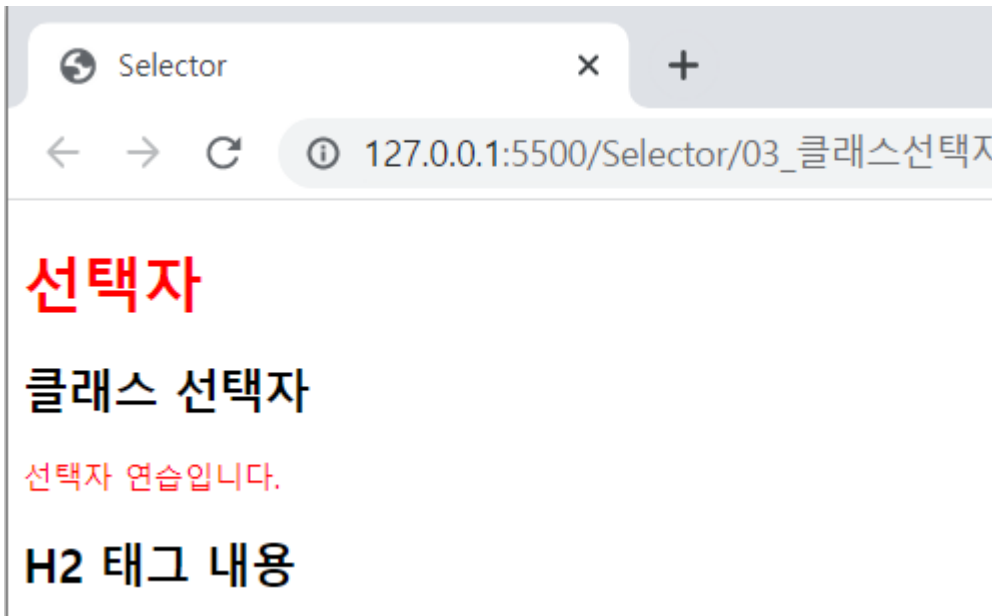 Selector
127.0.0.1:5500/Selector/03_클래스선택자
선택자
클래스 선택자
선택자 연습입니다.
H2 태그 내용